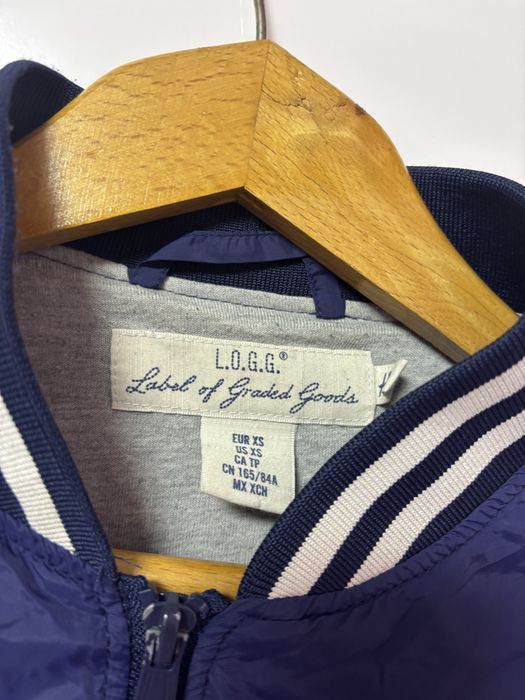 L.O.G.G.®
Label of Graded Goods
EUR XS
US XS
CA TP
CN 165/84A
MX XCH